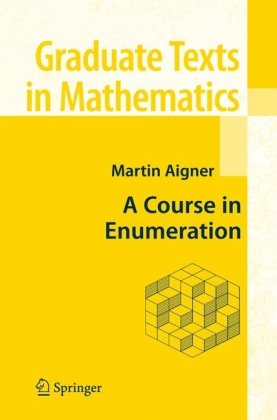 Graduate Texts
in Mathematics
Martin Aigner
A Course in
Enumeration
Springer